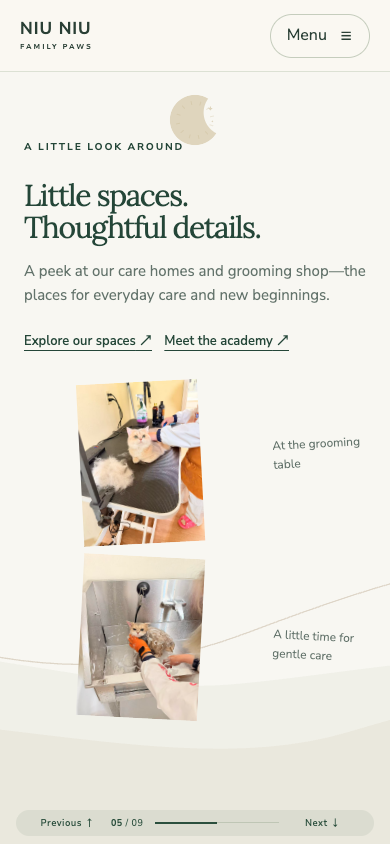 NIU NIU
FAMILY PAWS
Menu ≡
A LITTLE LOOK AROUND
Little spaces.
Thoughtful details.
A peek at our care homes and grooming shop—the
places for everyday care and new beginnings.
Explore our spaces ↗ Meet the academy ↗
At the grooming
table
A little time for
gentle care
Previous ↑ 05 / 09 Next ↓